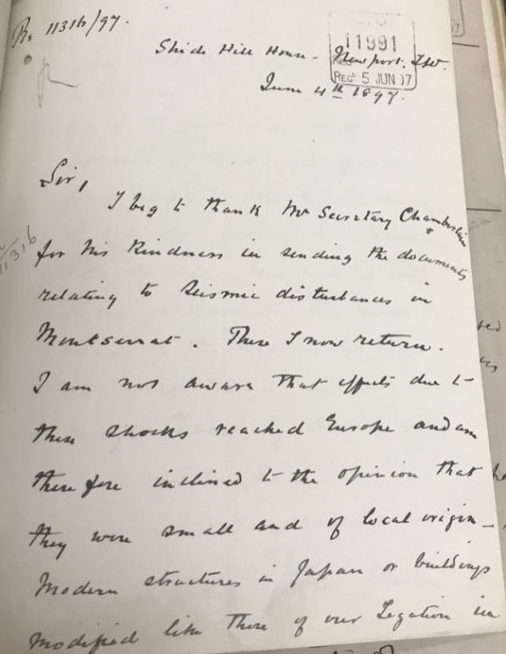 Rs 11316/97.
11991
REGD 5 JUN 97
Shide Hill House - Newport. I.W.
June 4th 1897.
Sir,
I beg to thank Mr Secretary Chamberlain
for his kindness in sending the documents
relating to Seismic disturbances in
Montserrat. These I now return.
I am not aware that effects due to
these shocks reached Europe and am
therefore inclined to the opinion that
they were small and of local origin -
Modern structures in Japan or buildings
modified like those of our Legation in
11316